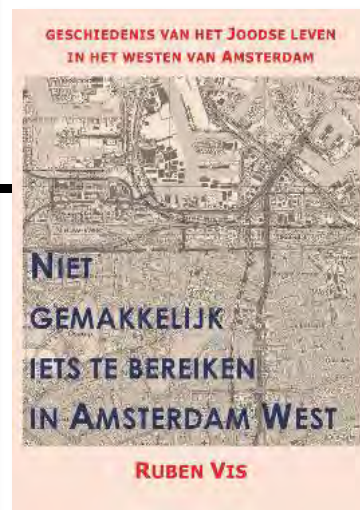 GESCHIEDENIS VAN HET JOODSE LEVEN
IN HET WESTEN VAN AMSTERDAM
NIET
GEMAKKELIJK
IETS TE BEREIKEN
IN AMSTERDAM WEST
RUBEN VIS